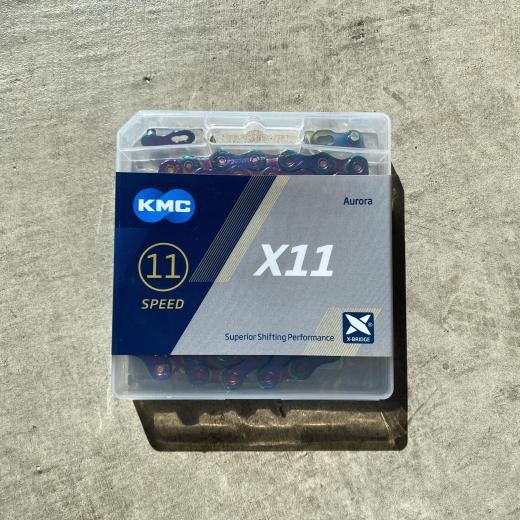 KMC
Aurora
11
SPEED
X11
Superior Shifting Performance
X-BRIDGE
®